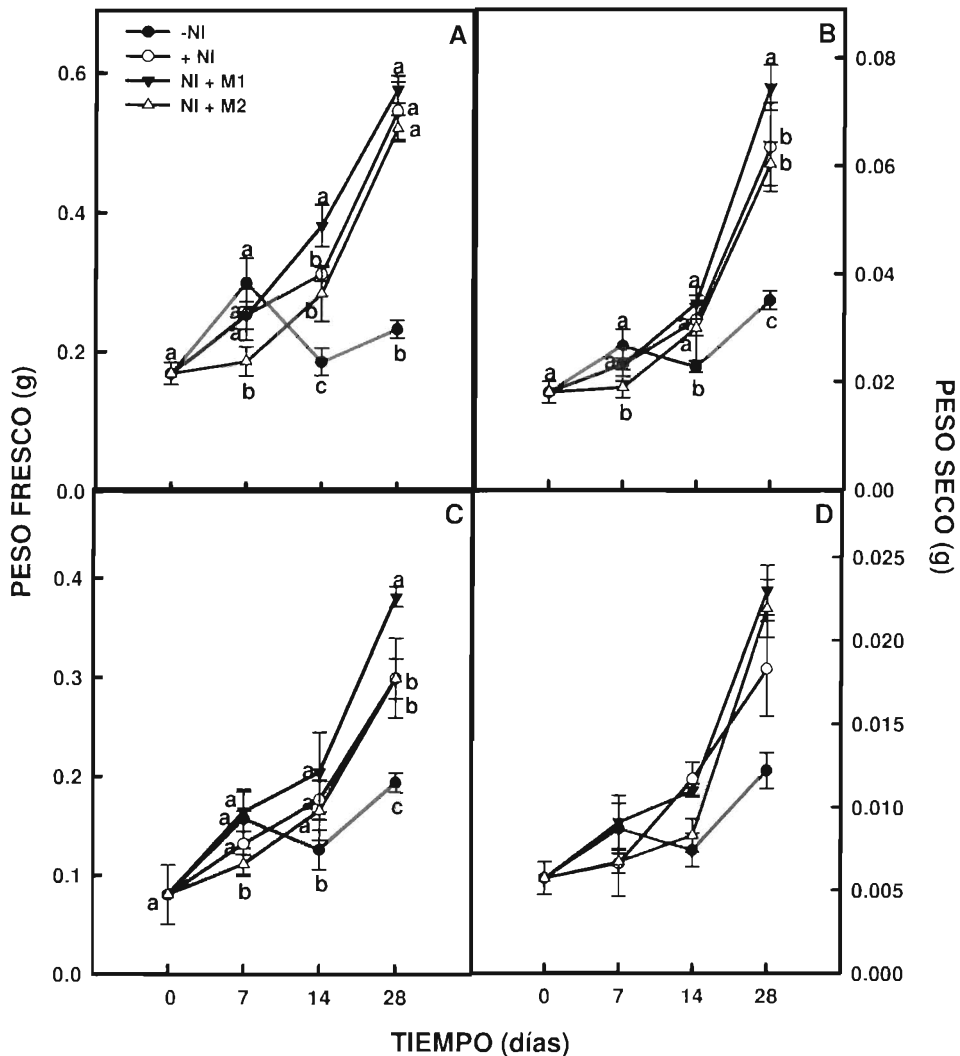 -NI
+ NI
NI + M1
NI + M2
A
B
C
D
0.6
0.4
0.2
0.0
a
a
a
a
b
a
b
b
c
a
a
a
b
0.08
0.06
0.04
0.02
0.00
a
a
a
b
a
a
a
b
a
b
b
c
0.4
0.3
0.2
0.1
0.0
a
a
a
a
b
a
a
a
b
a
b
b
c
0.025
0.020
0.015
0.010
0.005
0.000
0
7
14
28
0
7
14
28
PESO FRESCO (g)
PESO SECO (g)
TIEMPO (días)